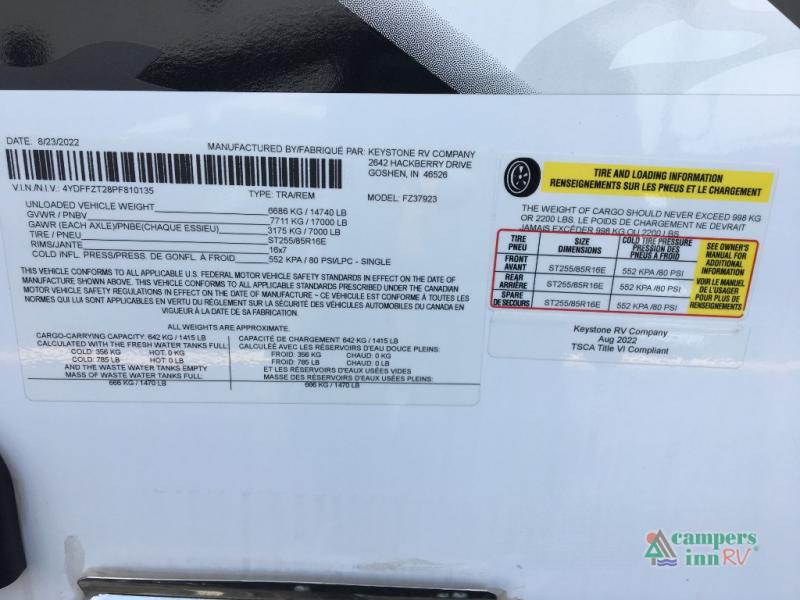 DATE: 8/23/2022
MANUFACTURED BY/FABRIQUÉ PAR: KEYSTONE RV COMPANY
2642 HACKBERRY DRIVE
GOSHEN, IN 46526
V.I.N./N.I.V.: 4YDFFZT28PF810135
TYPE: TRA/REM
MODEL: FZ37923
UNLOADED VEHICLE WEIGHT 6686 KG / 14740 LB
GVWR / PNBV 7711 KG / 17000 LB
GAWR (EACH AXLE)/PNBE(CHAQUE ESSIEU) 3175 KG / 7000 LB
TIRE / PNEU ST255/85R16E
RIMS/JANTE 16x7
COLD INFL. PRESS/PRESS. DE GONFL. À FROID 552 KPA / 80 PSI/LPC - SINGLE
THIS VEHICLE CONFORMS TO ALL APPLICABLE U.S. FEDERAL MOTOR VEHICLE SAFETY STANDARDS IN EFFECT ON THE DATE OF
MANUFACTURE SHOWN ABOVE. THIS VEHICLE CONFORMS TO ALL APPLICABLE STANDARDS PRESCRIBED UNDER THE CANADIAN
MOTOR VEHICLE SAFETY REGULATIONS IN EFFECT ON THE DATE OF MANUFACTURE ~ CE VÉHICULE EST CONFORME À TOUTES LES
NORMES QUI LUI SONT APPLICABLES EN VERTU DU RÈGLEMENT SUR LA SÉCURITÉ DES VÉHICULES AUTOMOBILES DU CANADA EN
VIGUEUR À LA DATE DE SA FABRICATION.
ALL WEIGHTS ARE APPROXIMATE.
CARGO-CARRYING CAPACITY: 642 KG / 1415 LB
CALCULATED WITH THE FRESH WATER TANKS FULL:
COLD: 356 KG HOT: 0 KG
COLD: 785 LB HOT: 0 LB
AND THE WASTE WATER TANKS EMPTY
MASS OF WASTE WATER TANKS FULL:
666 KG / 1470 LB
CAPACITÉ DE CHARGEMENT: 642 KG / 1415 LB
CALCULÉE AVEC LES RÉSERVOIRS D'EAU DOUCE PLEINS:
FROID: 356 KG CHAUD: 0 KG
FROID: 785 LB CHAUD: 0 LB
ET LES RÉSERVOIRS D'EAUX USÉES VIDES
MASSE DES RÉSERVOIRS D'EAUX USÉES PLEINS:
666 KG / 1470 LB
TIRE AND LOADING INFORMATION
RENSEIGNEMENTS SUR LES PNEUS ET LE CHARGEMENT
THE WEIGHT OF CARGO SHOULD NEVER EXCEED 998 KG
OR 2200 LBS. LE POIDS DE CHARGEMENT NE DEVRAIT
JAMAIS EXCÉDER 998 KG OU 2200 LBS.
TIRE
PNEU
SIZE
DIMENSIONS
COLD TIRE PRESSURE
PRESSION DES
PNEUS À FROID
FRONT
AVANT
ST255/85R16E
552 KPA /80 PSI
REAR
ARRIÈRE
ST255/85R16E
552 KPA /80 PSI
SPARE
DE SECOURS
ST255/85R16E
552 KPA /80 PSI
SEE OWNER'S
MANUAL FOR
ADDITIONAL
INFORMATION
VOIR LE MANUEL
DE L'USAGER
POUR PLUS DE
RENSEIGNEMENTS
Keystone RV Company
Aug 2022
TSCA Title VI Compliant
campers
inn RV